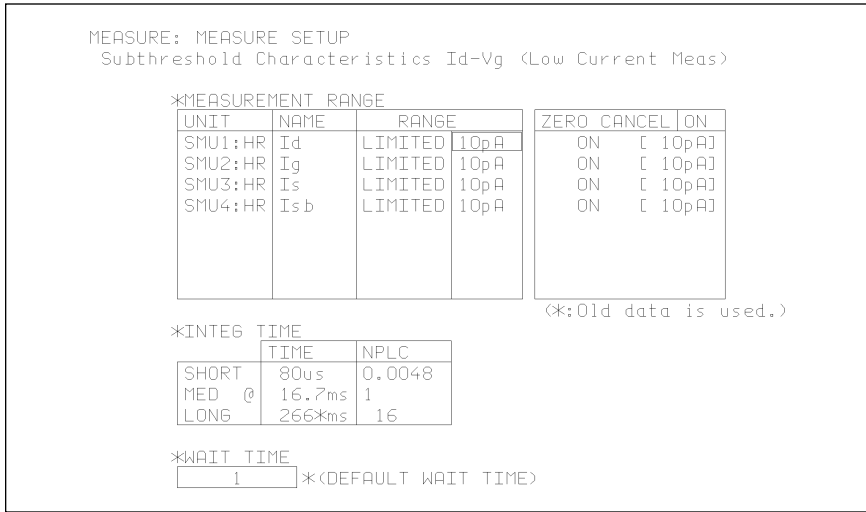 MEASURE: MEASURE SETUP
Subthreshold Characteristics Id-Vg (Low Current Meas)
*MEASUREMENT RANGE
UNIT NAME RANGE ZERO CANCEL ON
SMU1:HR Id LIMITED 10pA ON [ 10pA]
SMU2:HR Ig LIMITED 10pA ON [ 10pA]
SMU3:HR Is LIMITED 10pA ON [ 10pA]
SMU4:HR Isb LIMITED 10pA ON [ 10pA]
(*:Old data is used.)
*INTEG TIME
TIME NPLC
SHORT 80us 0.0048
MED @ 16.7ms 1
LONG 266*ms 16
*WAIT TIME
1 *(DEFAULT WAIT TIME)